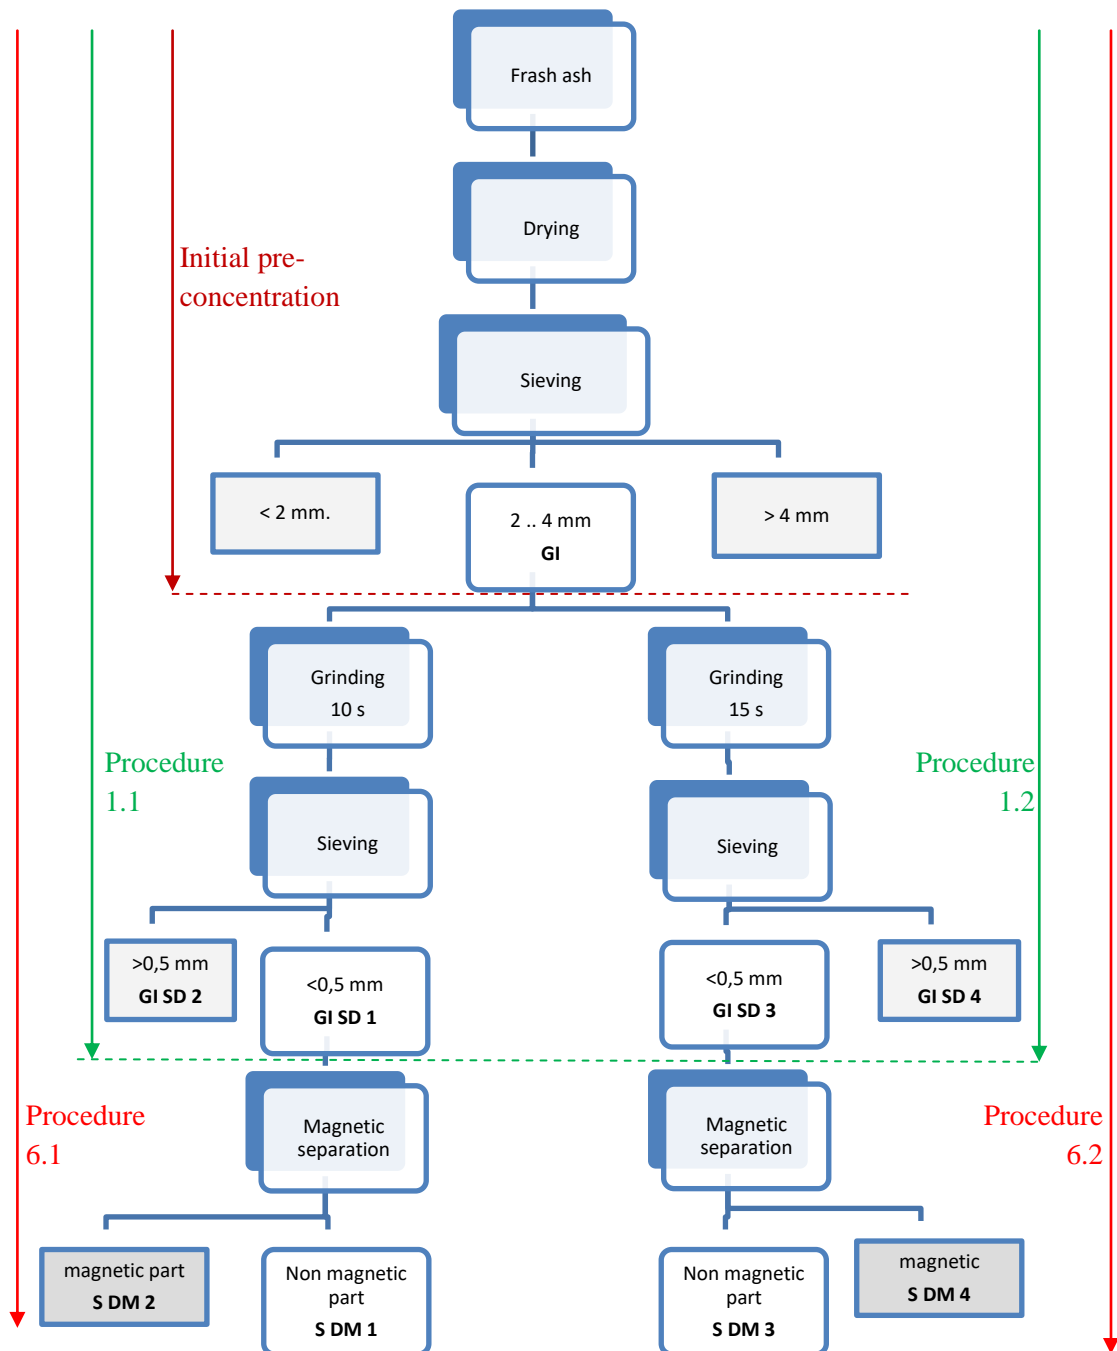 Frash ash
Drying
Initial pre-
concentration
Sieving
< 2 mm.
2 .. 4 mm
GI
> 4 mm
Grinding
10 s
Grinding
15 s
Procedure
1.1
Procedure
1.2
Sieving
Sieving
>0,5 mm
GI SD 2
<0,5 mm
GI SD 1
<0,5 mm
GI SD 3
>0,5 mm
GI SD 4
Procedure
6.1
Magnetic
separation
Magnetic
separation
Procedure
6.2
magnetic part
S DM 2
Non magnetic
part
S DM 1
Non magnetic
part
S DM 3
magnetic
S DM 4